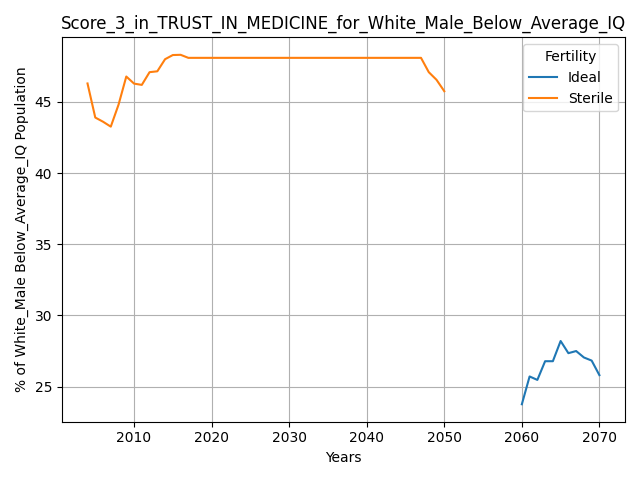 Score_3_in_TRUST_IN_MEDICINE_for_White_Male_Below_Average_IQ
% of White_Male Below_Average_IQ Population
45
40
35
30
25
Fertility
Ideal
Sterile
2010 2020 2030 2040 2050 2060 2070
Years